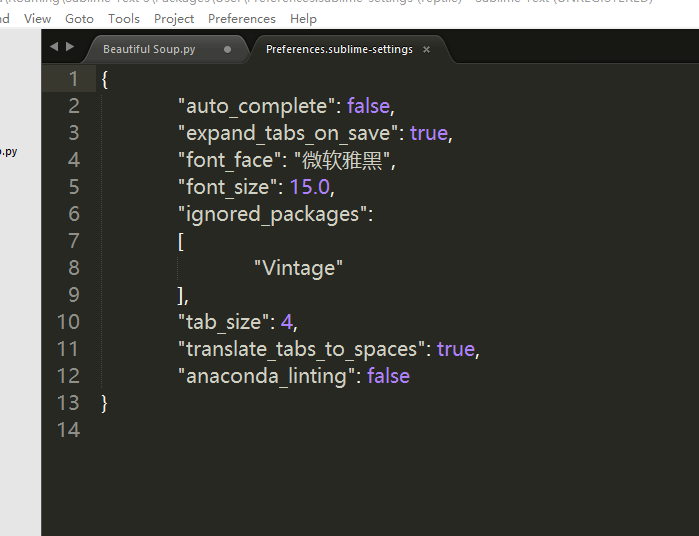 View Goto Tools Project Preferences Help
Beautiful Soup.py
Preferences.sublime-settings ×
.py
1 {
2 "auto_complete": false,
3 "expand_tabs_on_save": true,
4 "font_face": "微软雅黑",
5 "font_size": 15.0,
6 "ignored_packages":
7 [
8 "Vintage"
9 ],
10 "tab_size": 4,
11 "translate_tabs_to_spaces": true,
12 "anaconda_linting": false
13 }
14